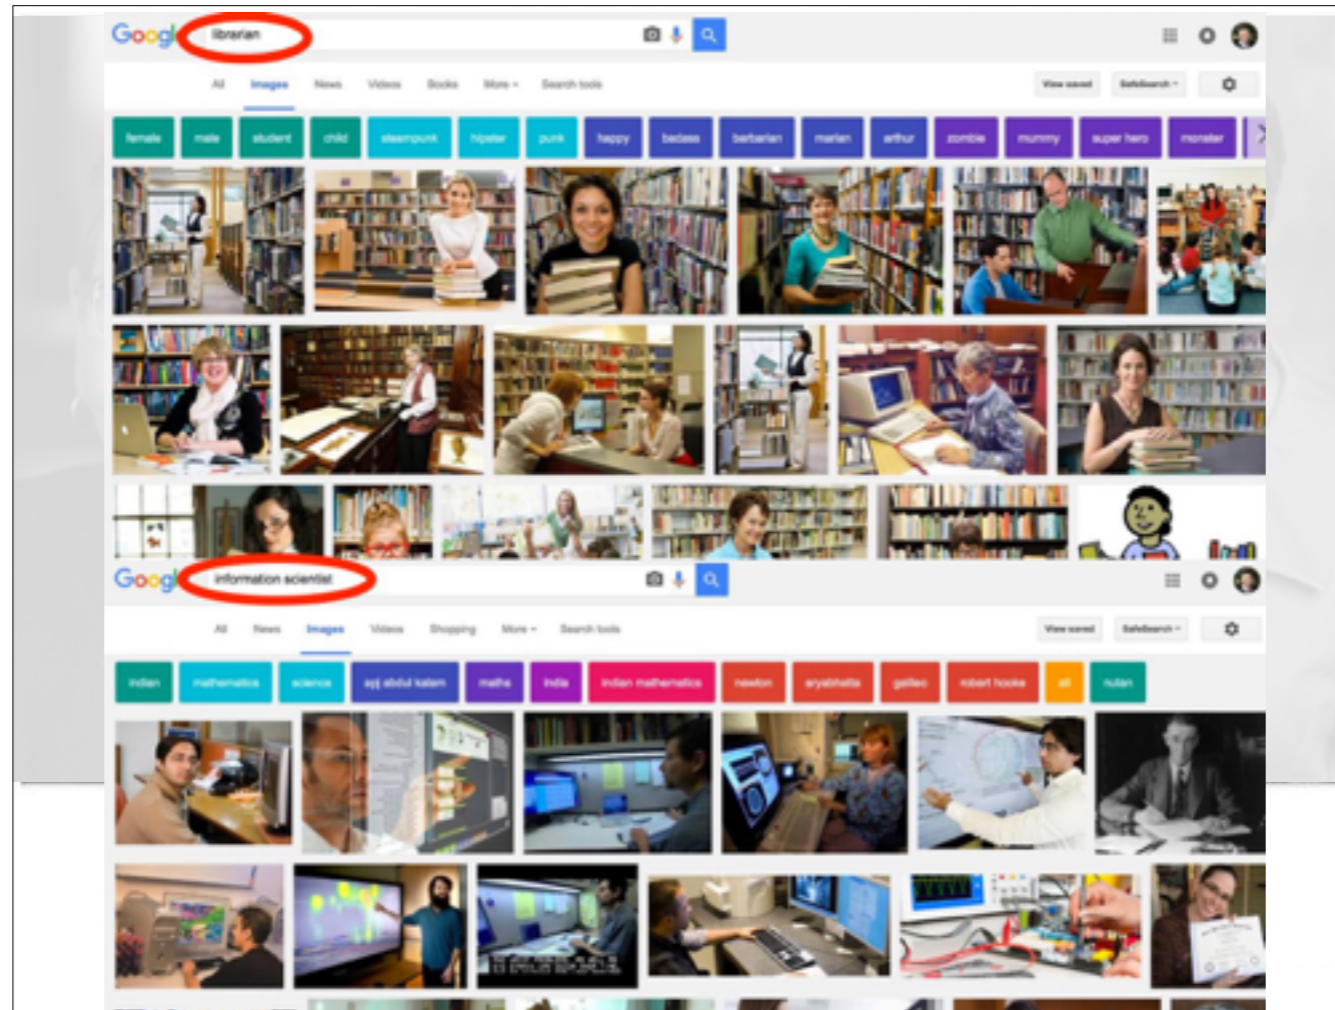 Google librarian
All Images News Videos Books More Search tools View saved SafeSearch
female male student child steampunk hipster punk happy badass barbarian marian arthur zombie mummy super hero monster
Google information scientist
All News Images Videos Shopping More Search tools View saved SafeSearch
indian mathematics science apj abdul kalam maths india indian mathematics newton aryabhatta galileo robert hooke all nutan